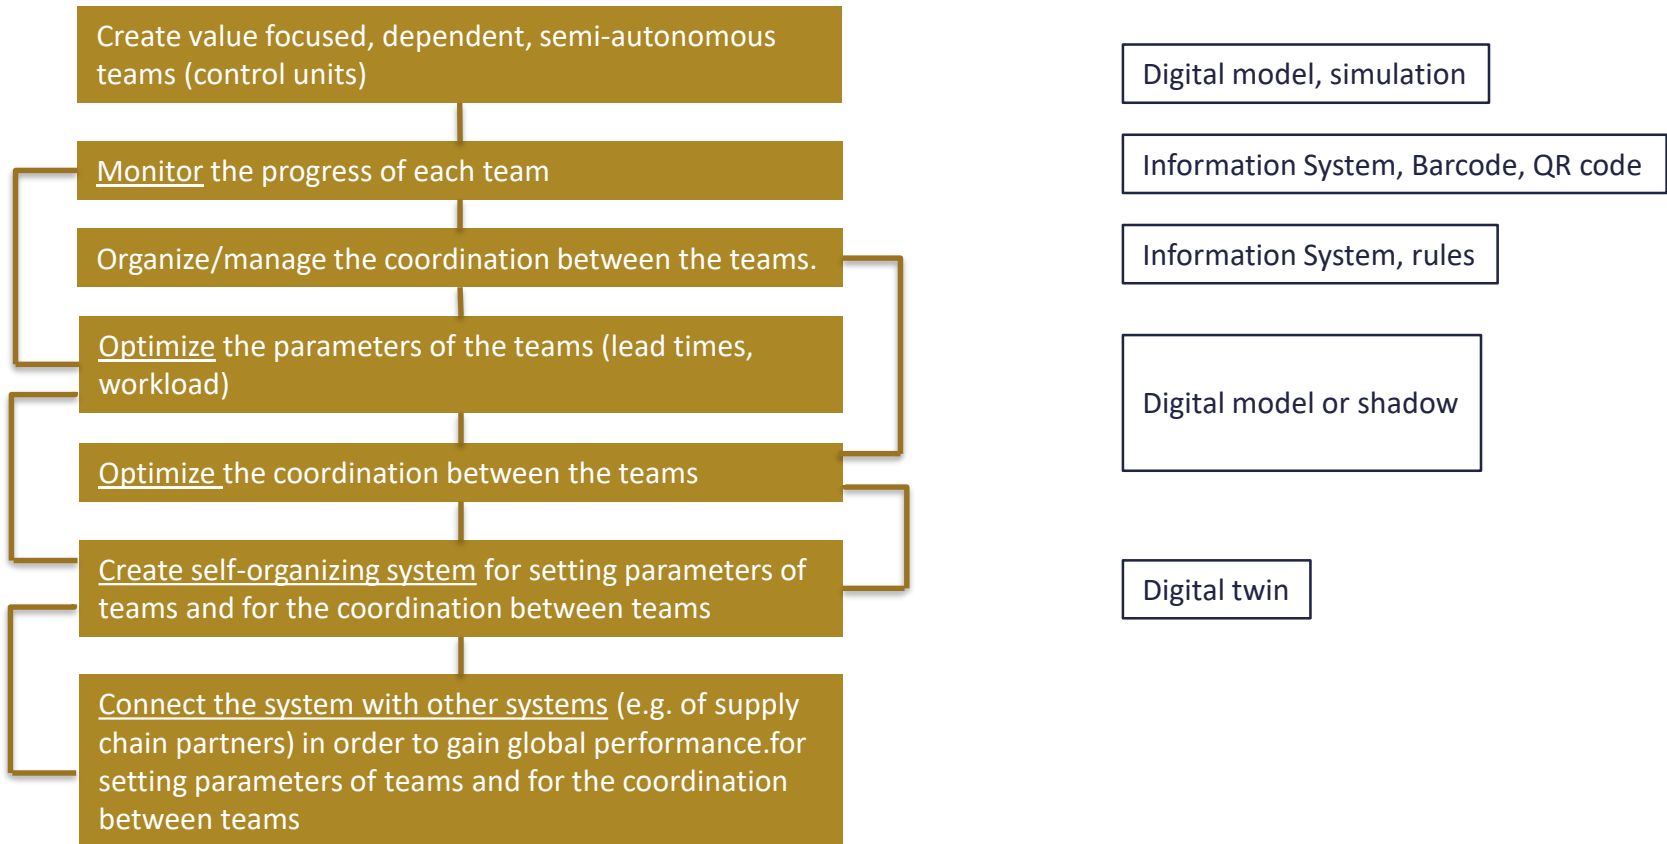 Create value focused, dependent, semi-autonomous
teams (control units)
Digital model, simulation
Monitor the progress of each team
Information System, Barcode, QR code
Organize/manage the coordination between the teams.
Information System, rules
Optimize the parameters of the teams (lead times,
workload)
Digital model or shadow
Optimize the coordination between the teams
Create self-organizing system for setting parameters of
teams and for the coordination between teams
Digital twin
Connect the system with other systems (e.g. of supply
chain partners) in order to gain global performance.for
setting parameters of teams and for the coordination
between teams